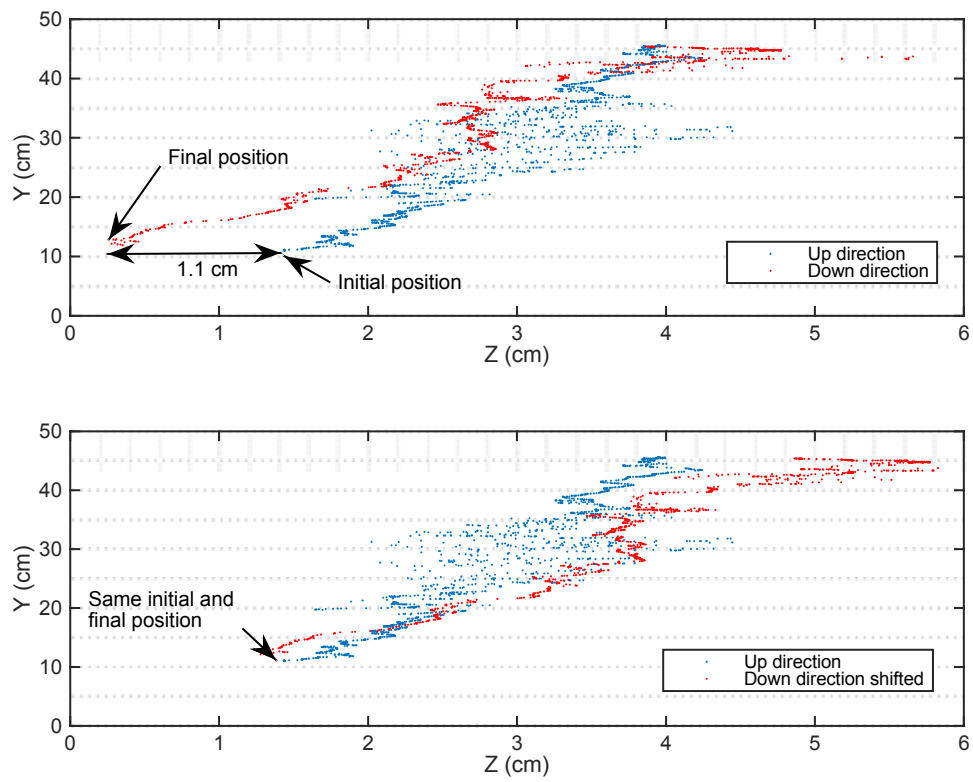 50
40
30
20
10
0
Y (cm)
Final position
1.1 cm
Initial position
Up direction
Down direction
0 1 2 3 4 5 6
Z (cm)
50
40
30
20
10
0
Y (cm)
Same initial and
final position
Up direction
Down direction shifted
0 1 2 3 4 5 6
Z (cm)